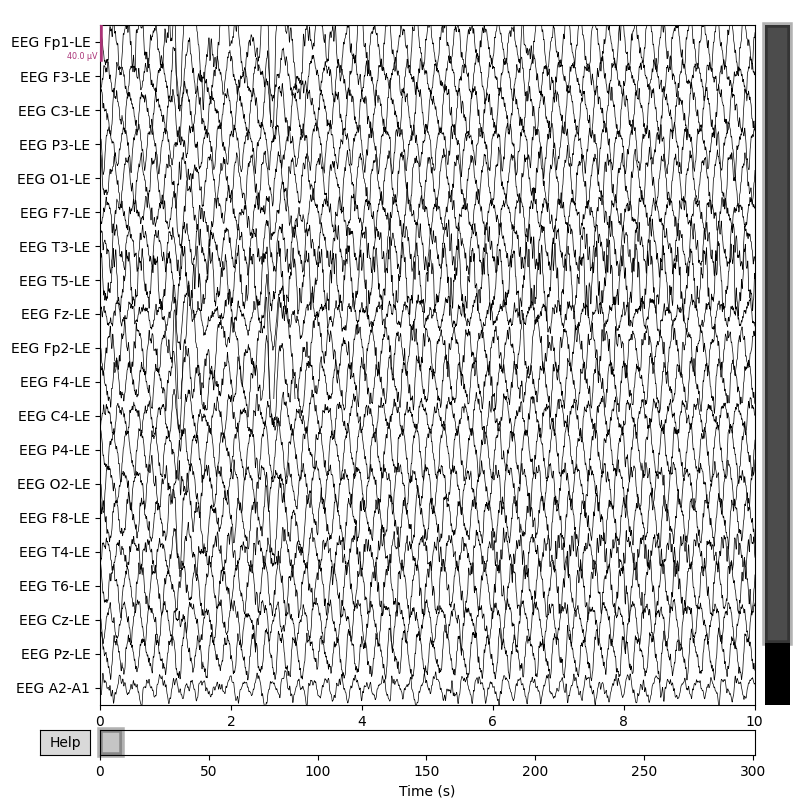 EEG Fp1-LE
40.0 µV
EEG F3-LE
EEG C3-LE
EEG P3-LE
EEG O1-LE
EEG F7-LE
EEG T3-LE
EEG T5-LE
EEG Fz-LE
EEG Fp2-LE
EEG F4-LE
EEG C4-LE
EEG P4-LE
EEG O2-LE
EEG F8-LE
EEG T4-LE
EEG T6-LE
EEG Cz-LE
EEG Pz-LE
EEG A2-A1
0 2 4 6 8 10
Help
0 50 100 150 200 250 300
Time (s)